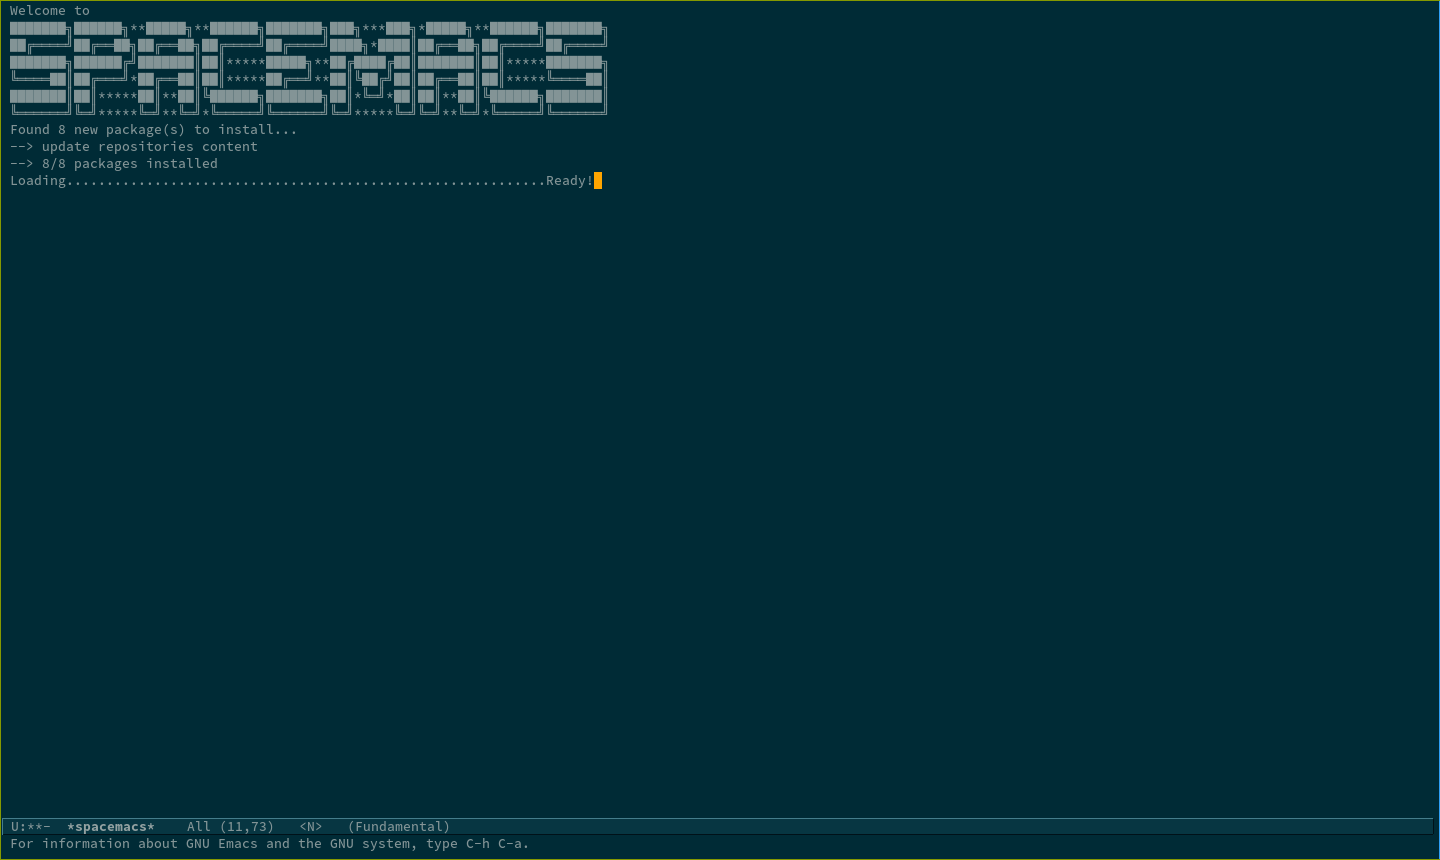 Welcome to
███████╗██████╗**█████╗**██████╗███████╗███╗***███╗*█████╗**██████╗███████╗
██╔════╝██╔══██╗██╔══██╗██╔════╝██╔════╝████╗*████║██╔══██╗██╔════╝██╔════╝
███████╗██████╔╝███████║██║*****█████╗**██╔████╔██║███████║██║*****███████╗
╚════██║██╔═══╝*██╔══██║██║*****██╔══╝**██║╚██╔╝██║██╔══██║██║*****╚════██║
███████║██║*****██║**██║╚██████╗███████╗██║*╚═╝*██║██║**██║╚██████╗███████║
╚══════╝╚═╝*****╚═╝**╚═╝*╚═════╝╚══════╝╚═╝*****╚═╝╚═╝**╚═╝*╚═════╝╚══════╝
Found 8 new package(s) to install...
--> update repositories content
--> 8/8 packages installed
Loading............................................................Ready!
U:**-  *spacemacs*    All (11,73)   <N>   (Fundamental)
For information about GNU Emacs and the GNU system, type C-h C-a.